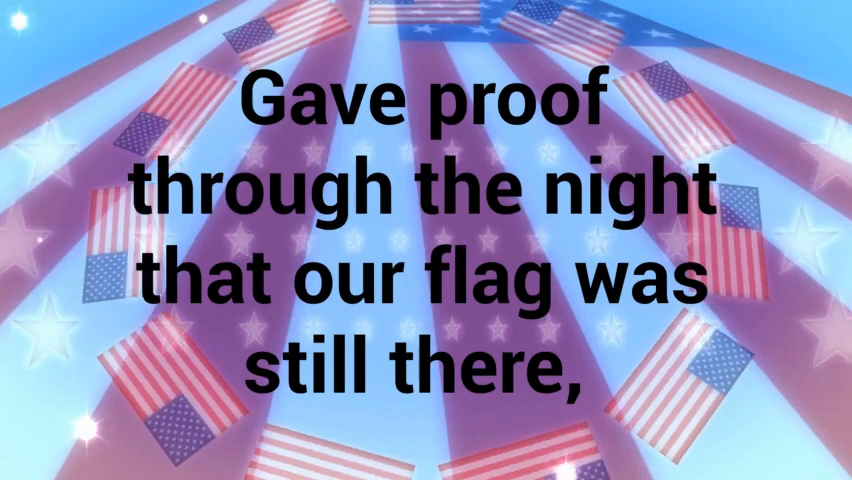 Gave proof
through the night
that our flag was
still there,